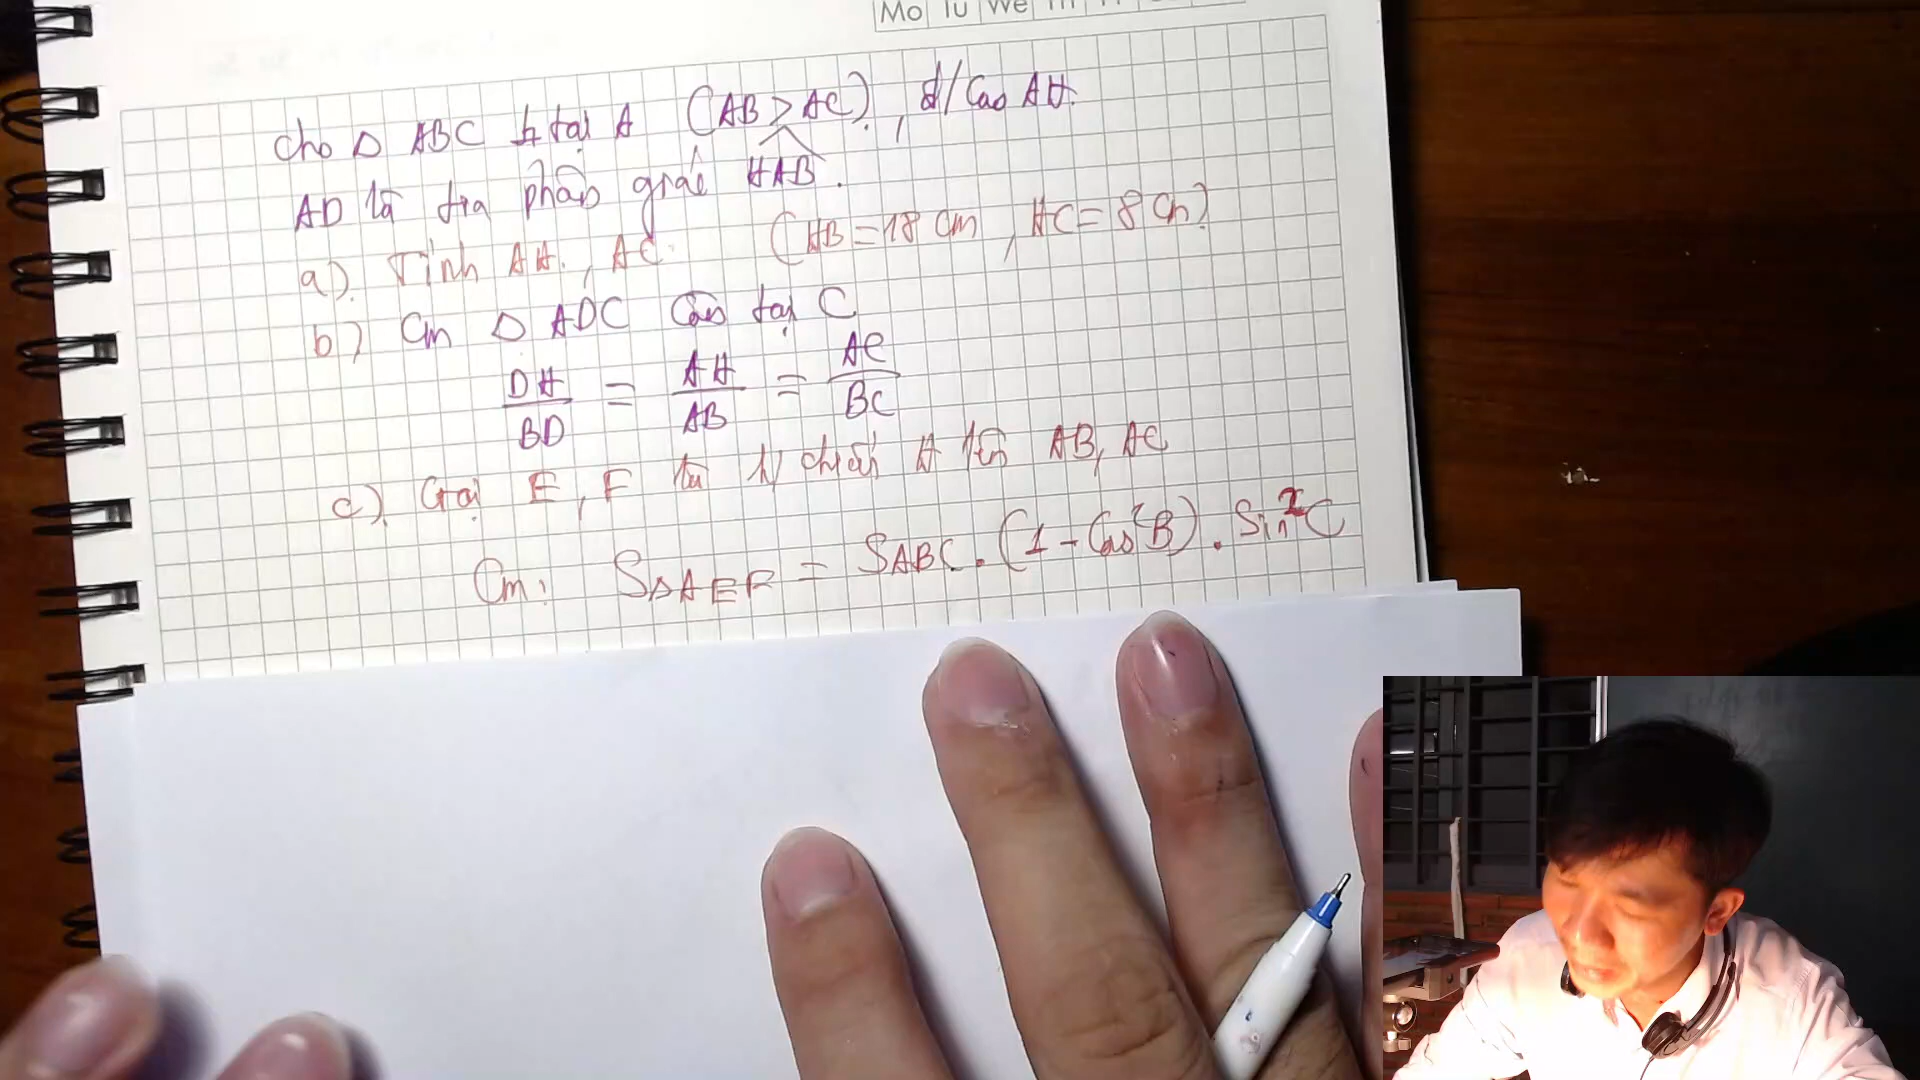 Mo Tu We
Cho Δ ABC ⊥ tại A (AB > AC), đ/cao AH.
AD là tia phân giác HAB.
a). Tính AH, AC. (HB = 18 cm, HC = 8 cm)
b) Cm Δ ADC cân tại C
DH/BD = AH/AB = AC/BC
c). Gọi E, F là h/chiếu H lên AB, AC
Cm: SΔAEF = SABC . (1 - Cos²B) . Sin²C